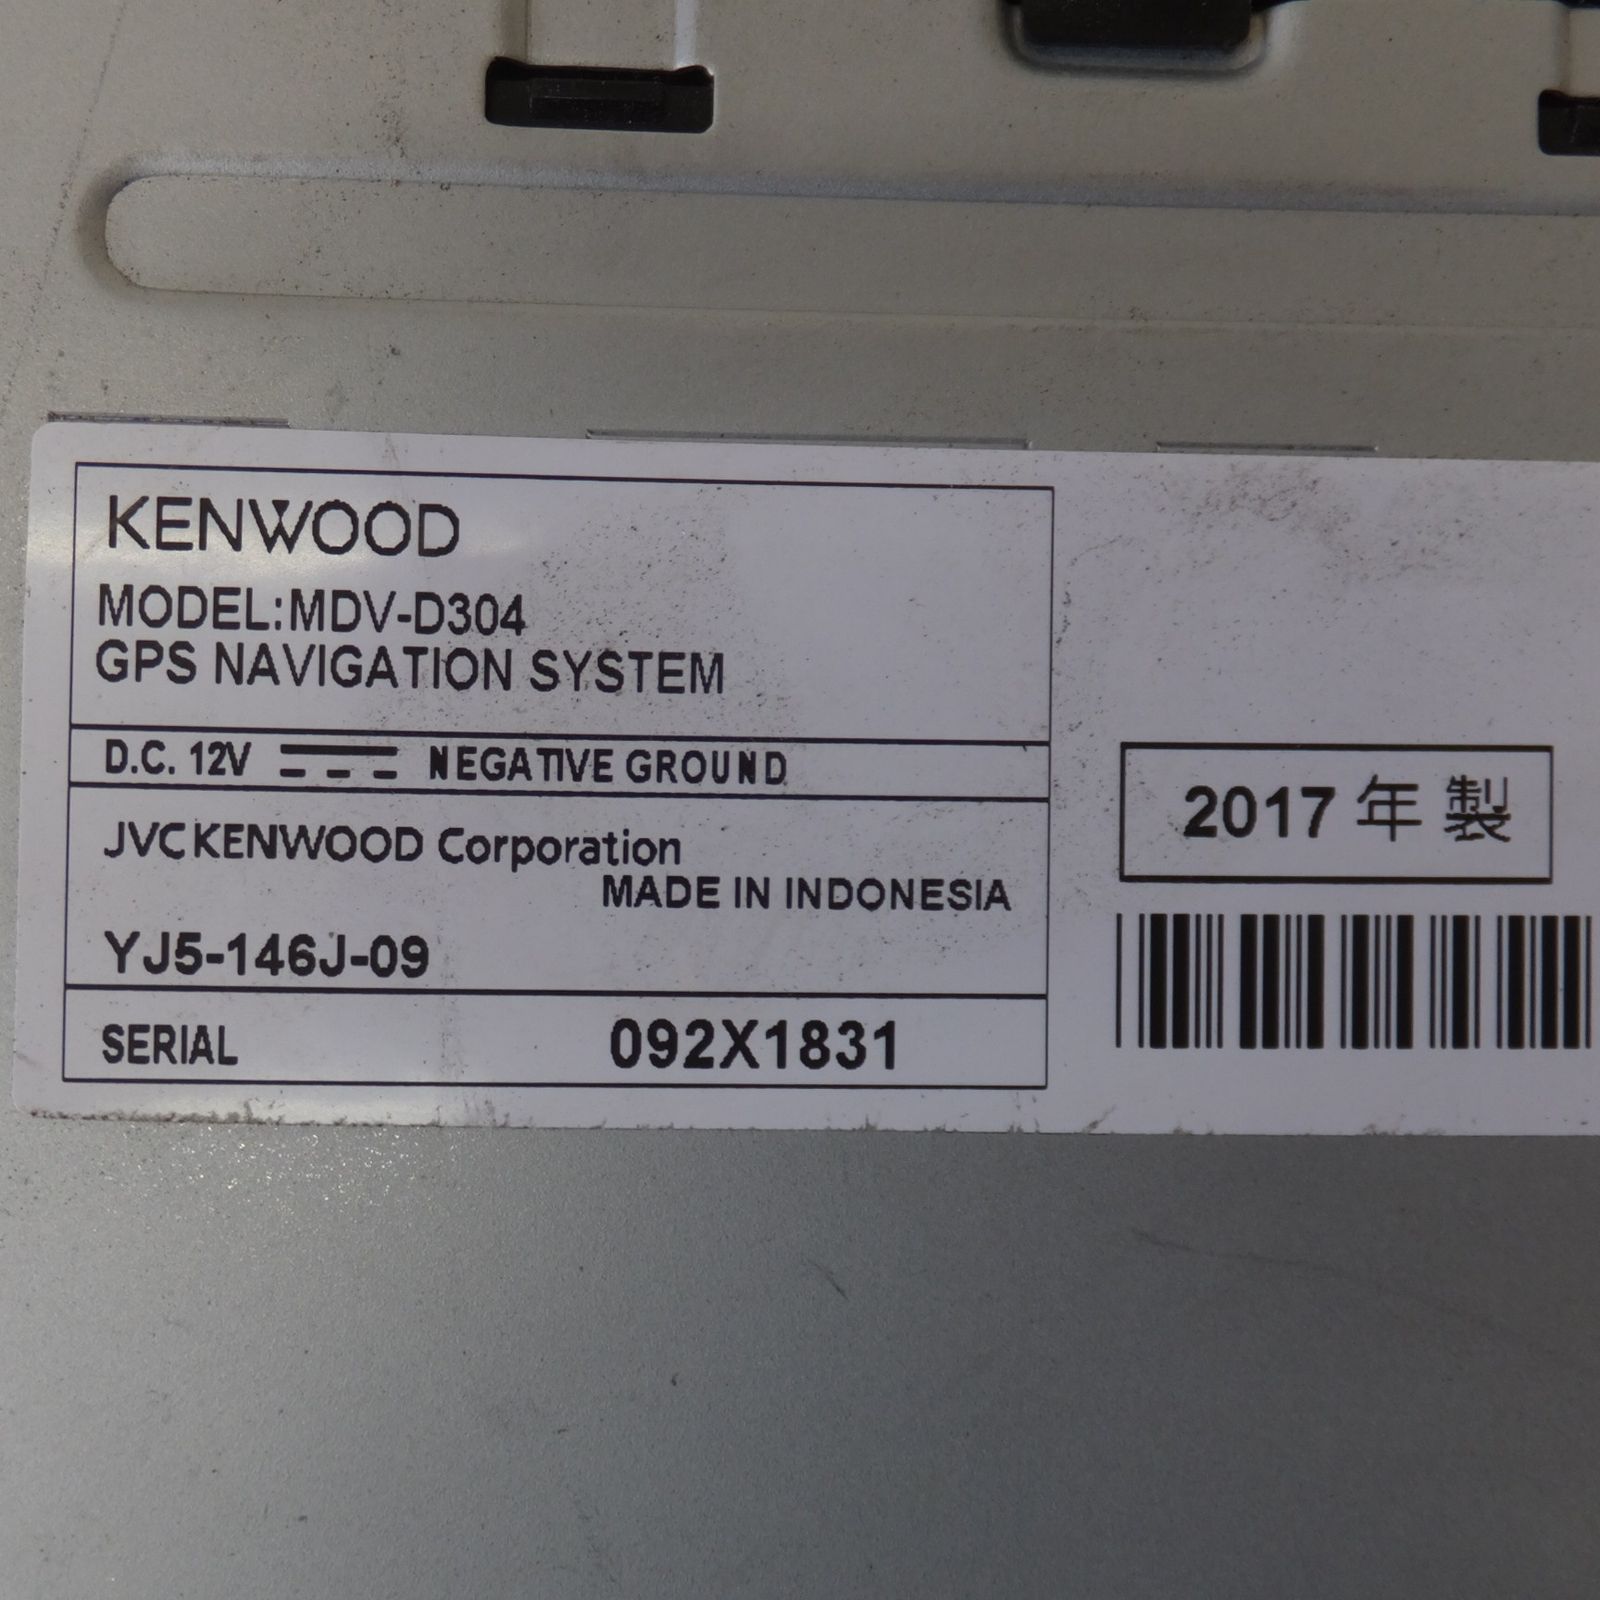 KENWOOD
MODEL:MDV-D304
GPS NAVIGATION SYSTEM
D.C. 12V NEGATIVE GROUND
JVCKENWOOD Corporation
MADE IN INDONESIA
YJ5-146J-09
SERIAL 092X1831
2017 年 製